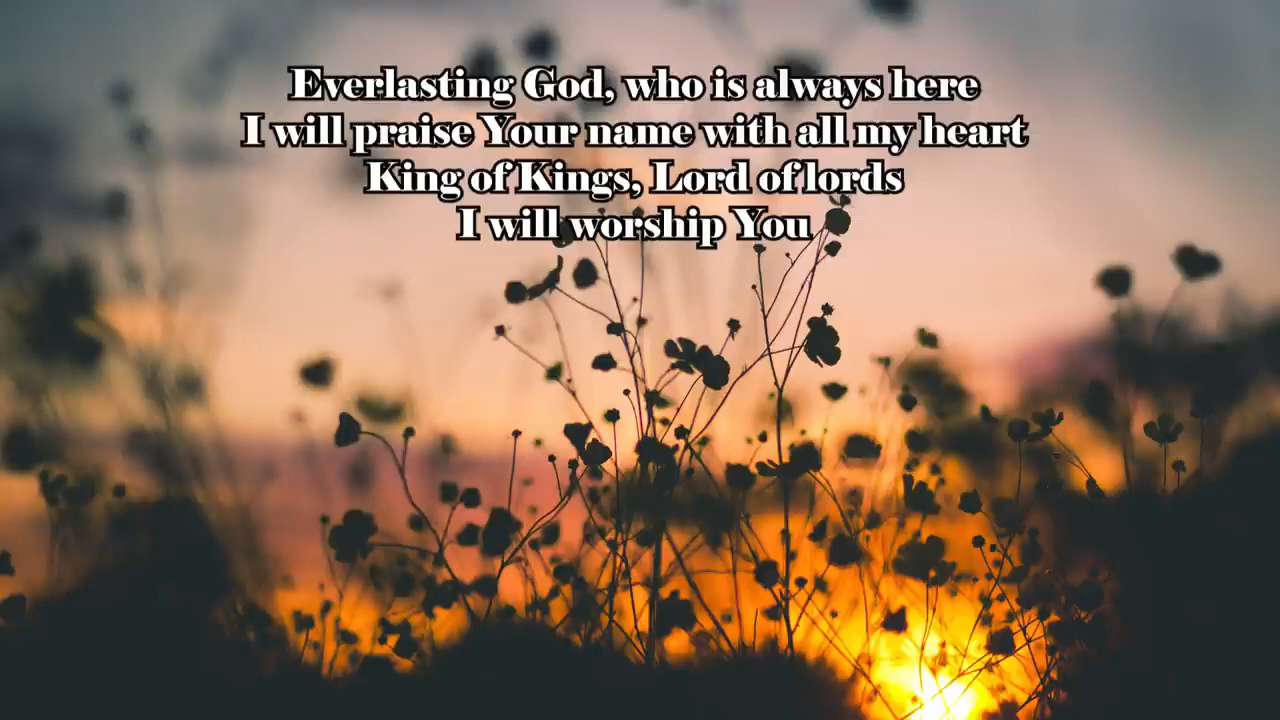 Everlasting God, who is always here
I will praise Your name with all my heart
King of Kings, Lord of lords
I will worship You